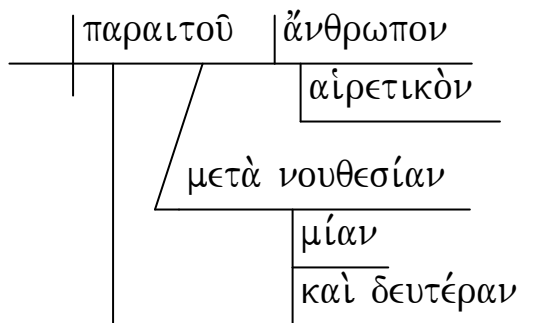 παραιτοῦ ἄνθρωπον
αἱρετικὸν
μετὰ νουθεσίαν
μίαν
καὶ δευτέραν